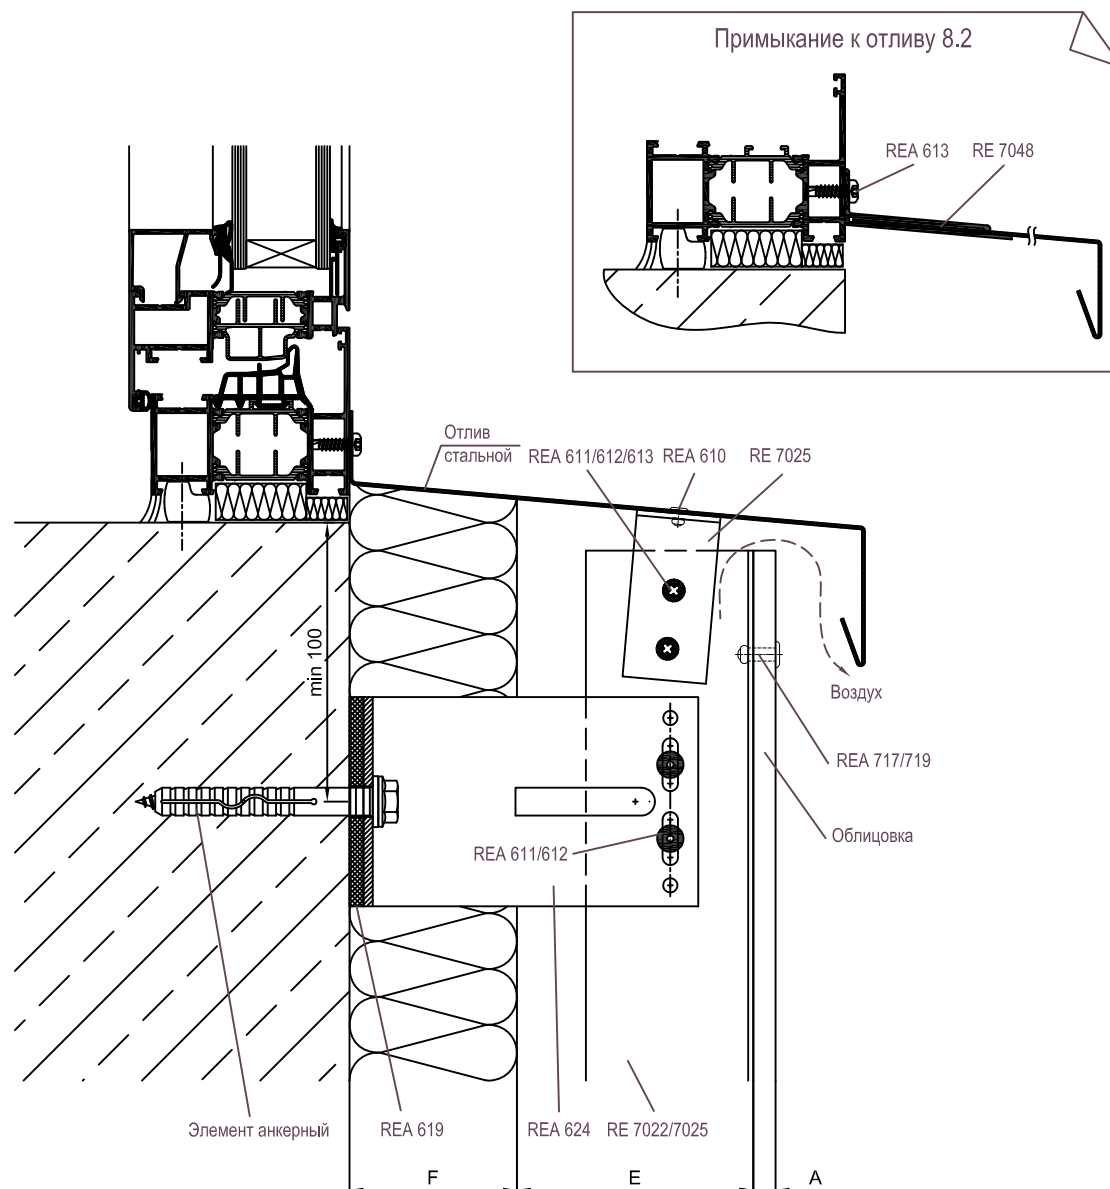 Примыкание к отливу 8.2
REA 613
RE 7048
Отлив
стальной
REA 611/612/613
REA 610
RE 7025
min 100
Воздух
REA 717/719
Облицовка
REA 611/612
Элемент анкерный
REA 619
REA 624
RE 7022/7025
F
E
A